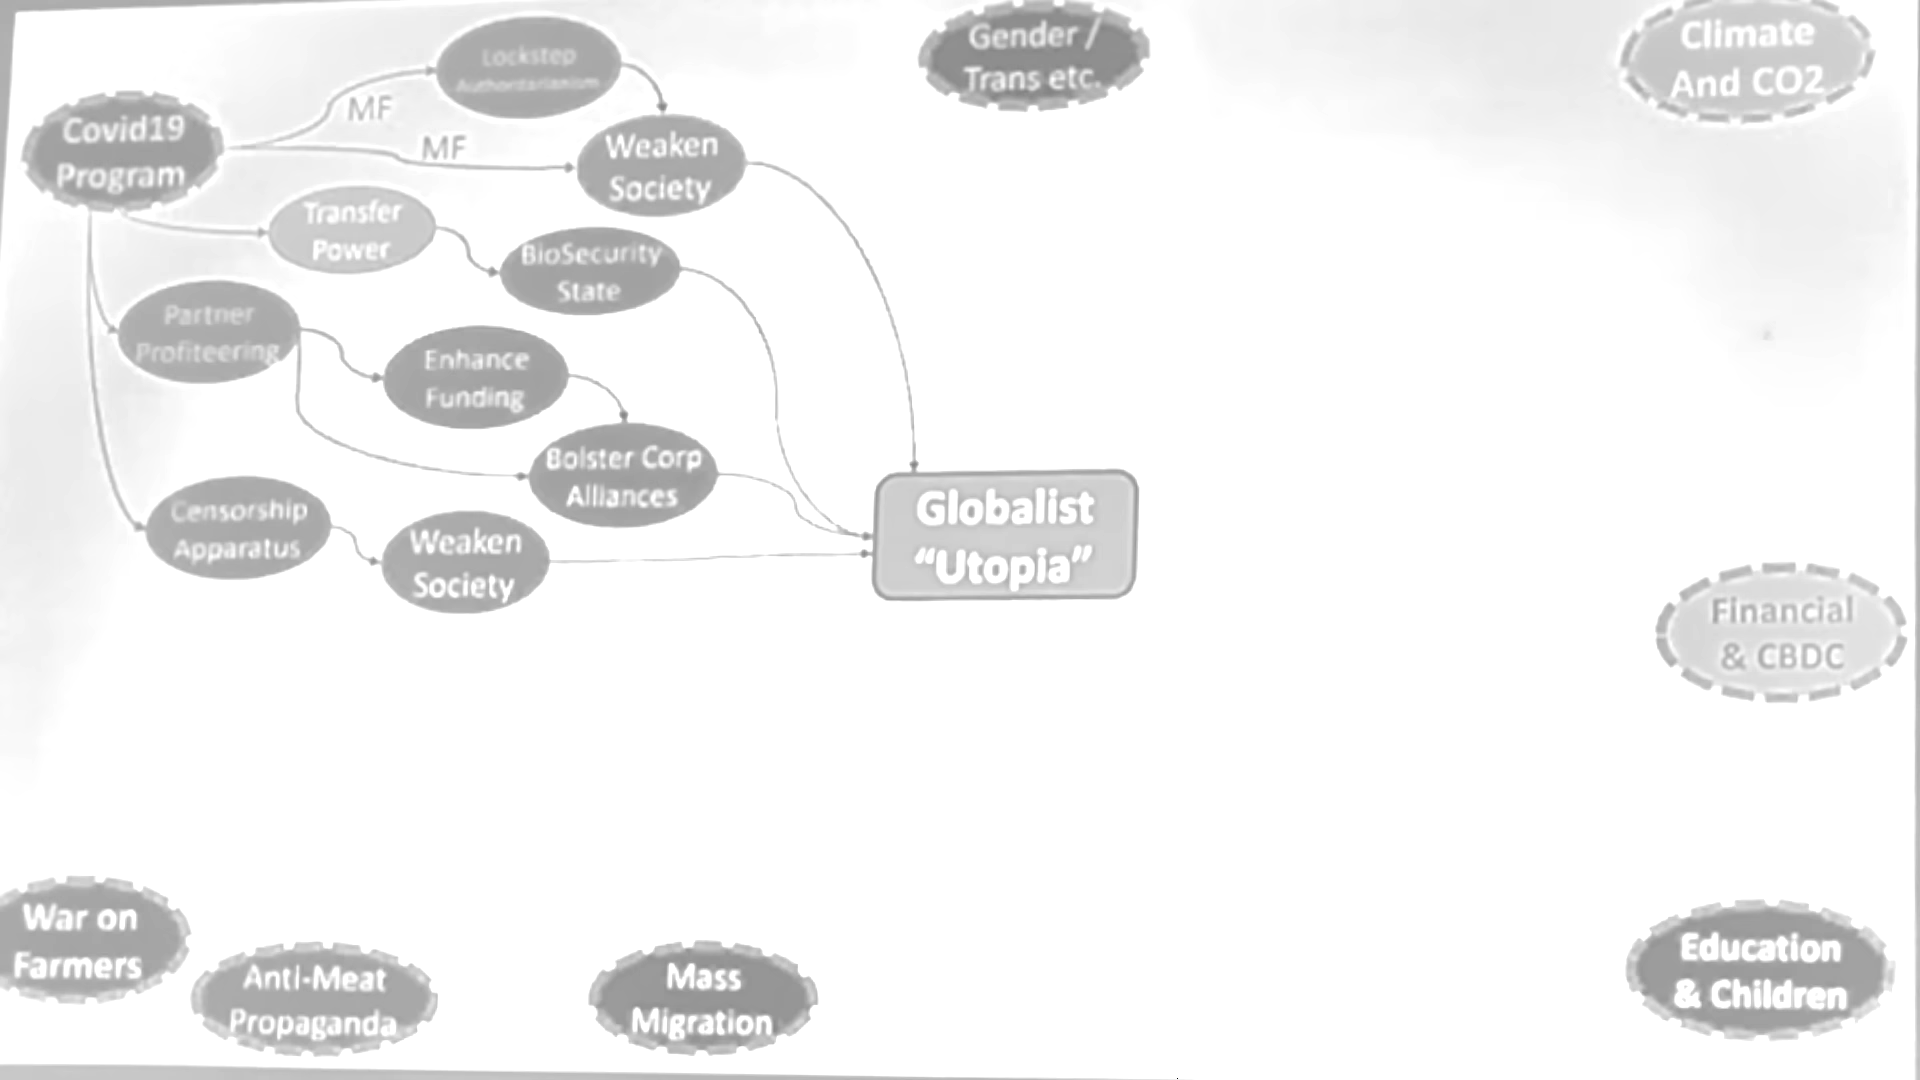 Gender /
Trans etc.
Climate
And CO2
Lockstep
Authoritarianism
MF
Covid19
Program
MF
Weaken
Society
Transfer
Power
BioSecurity
State
Partner
Profiteering
Enhance
Funding
Bolster Corp
Alliances
Censorship
Apparatus
Weaken
Society
Globalist
"Utopia"
Financial
& CBDC
War on
Farmers
Anti-Meat
Propaganda
Mass
Migration
Education
& Children